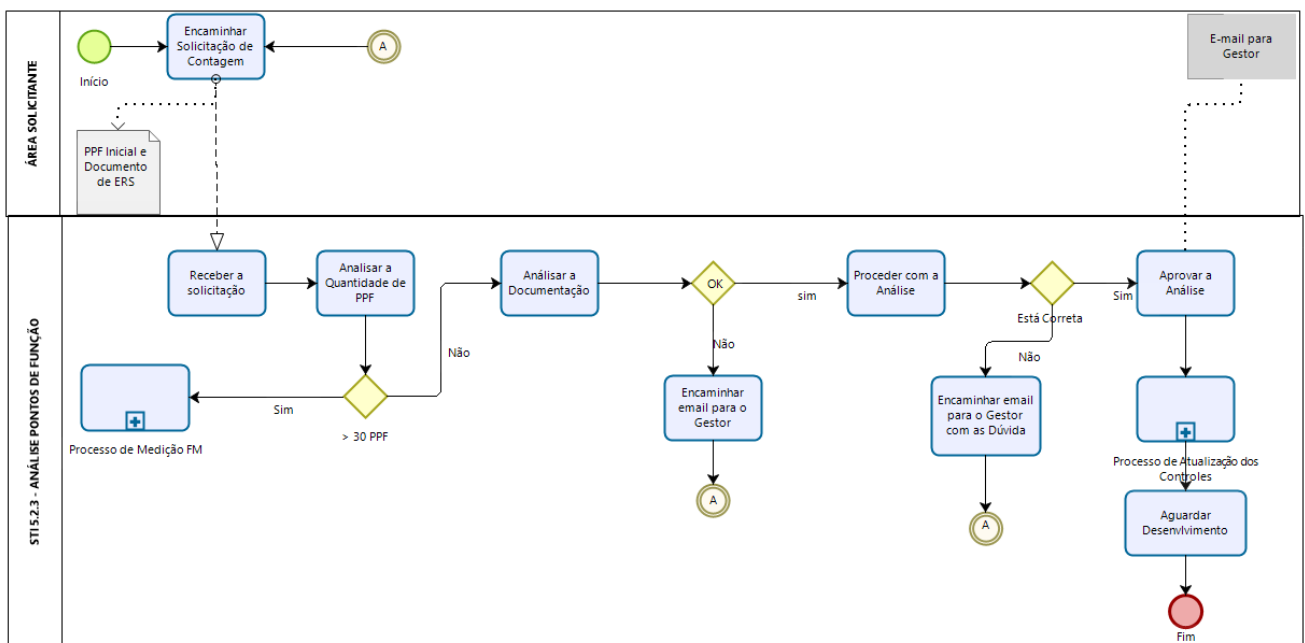 ÁREA SOLICITANTE
Início
Encaminhar
Solicitação de
Contagem
A
E-mail para
Gestor
PPF Inicial e
Documento
de ERS
STI 5.2.3 - ANÁLISE PONTOS DE FUNÇÃO
Receber a
solicitação
Analisar a
Quantidade de
PPF
Análisar a
Documentação
OK
sim
Proceder com a
Análise
Está Correta
Sim
Aprovar a
Análise
Não
Não
Não
Sim
> 30 PPF
Processo de Medição FM
Encaminhar
email para o
Gestor
A
Encaminhar email
para o Gestor
com as Dúvida
A
Processo de Atualização dos
Controles
Aguardar
Desenvlvimento
Fim